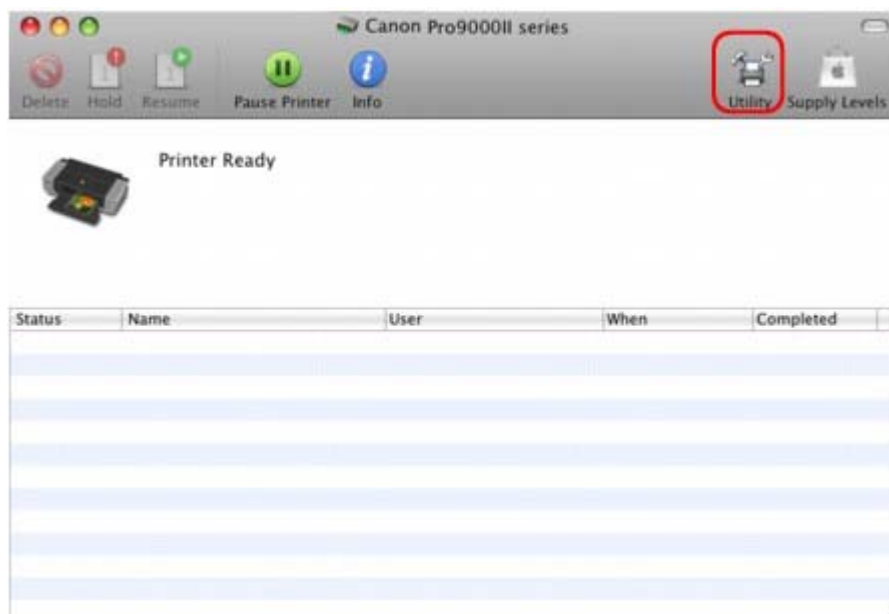 Canon Pro9000II series
Delete Hold Resume Pause Printer Info Utility Supply Levels
Printer Ready
Status Name User When Completed